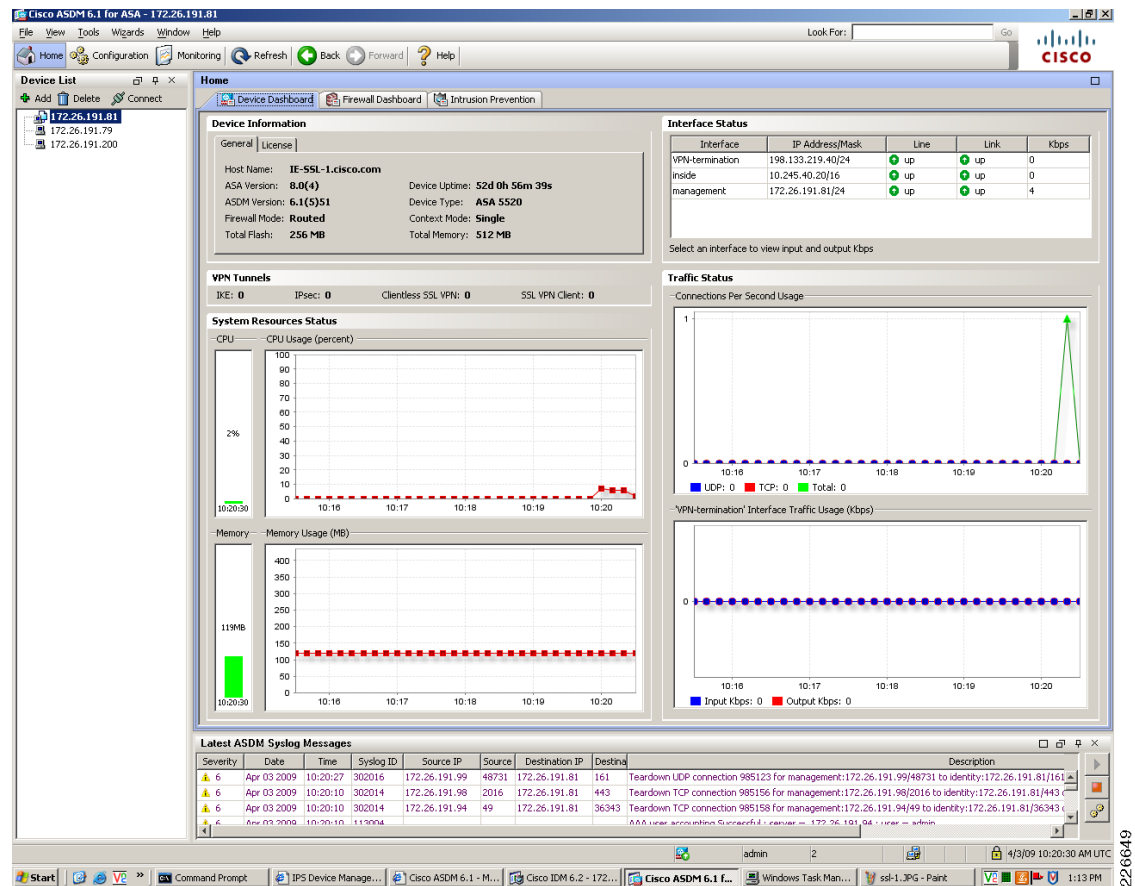 Cisco ASDM 6.1 for ASA - 172.26.191.81
File View Tools Wizards Window Help
Look For:
Go
Home Configuration Monitoring Refresh Back Forward Help
CISCO
Device List
Add Delete Connect
172.26.191.81
172.26.191.79
172.26.191.200
Home
Device Dashboard Firewall Dashboard Intrusion Prevention
Device Information
General License
Host Name: IE-SSL-1.cisco.com
ASA Version: 8.0(4) Device Uptime: 52d 0h 56m 39s
ASDM Version: 6.1(5)51 Device Type: ASA 5520
Firewall Mode: Routed Context Mode: Single
Total Flash: 256 MB Total Memory: 512 MB
Interface Status
Interface IP Address/Mask Line Link Kbps
VPN-termination 198.133.219.40/24 up up 0
inside 10.245.40.20/16 up up 0
management 172.26.191.81/24 up up 4
Select an interface to view input and output Kbps
VPN Tunnels
IKE: 0 IPsec: 0 Clientless SSL VPN: 0 SSL VPN Client: 0
System Resources Status
CPU
2%
10:20:30
CPU Usage (percent)
100
90
80
70
60
50
40
30
20
10
0
10:16 10:17 10:18 10:19 10:20
Memory
119MB
10:20:30
Memory Usage (MB)
400
350
300
250
200
150
100
50
0
10:16 10:17 10:18 10:19 10:20
Traffic Status
Connections Per Second Usage
1
0
10:16 10:17 10:18 10:19 10:20
UDP: 0 TCP: 0 Total: 0
'VPN-termination' Interface Traffic Usage (Kbps)
0
10:16 10:17 10:18 10:19 10:20
Input Kbps: 0 Output Kbps: 0
Latest ASDM Syslog Messages
Severity Date Time Syslog ID Source IP Source Destination IP Destina Description
6 Apr 03 2009 10:20:27 302016 172.26.191.99 48731 172.26.191.81 161 Teardown UDP connection 985123 for management:172.26.191.99/48731 to identity:172.26.191.81/161
6 Apr 03 2009 10:20:10 302014 172.26.191.98 2016 172.26.191.81 443 Teardown TCP connection 985156 for management:172.26.191.98/2016 to identity:172.26.191.81/443
6 Apr 03 2009 10:20:10 302014 172.26.191.94 49 172.26.191.81 36343 Teardown TCP connection 985158 for management:172.26.191.94/49 to identity:172.26.191.81/36343
6 Apr 03 2009 10:20:10 113004 AAA user accounting Successful : server = 172.26.191.94 : user = admin
admin 2 4/3/09 10:20:30 AM UTC
Start » Command Prompt IPS Device Manage... Cisco ASDM 6.1 - M... Cisco IDM 6.2 - 172... Cisco ASDM 6.1 f... Windows Task Man... ssl-1.JPG - Paint 1:13 PM
226649